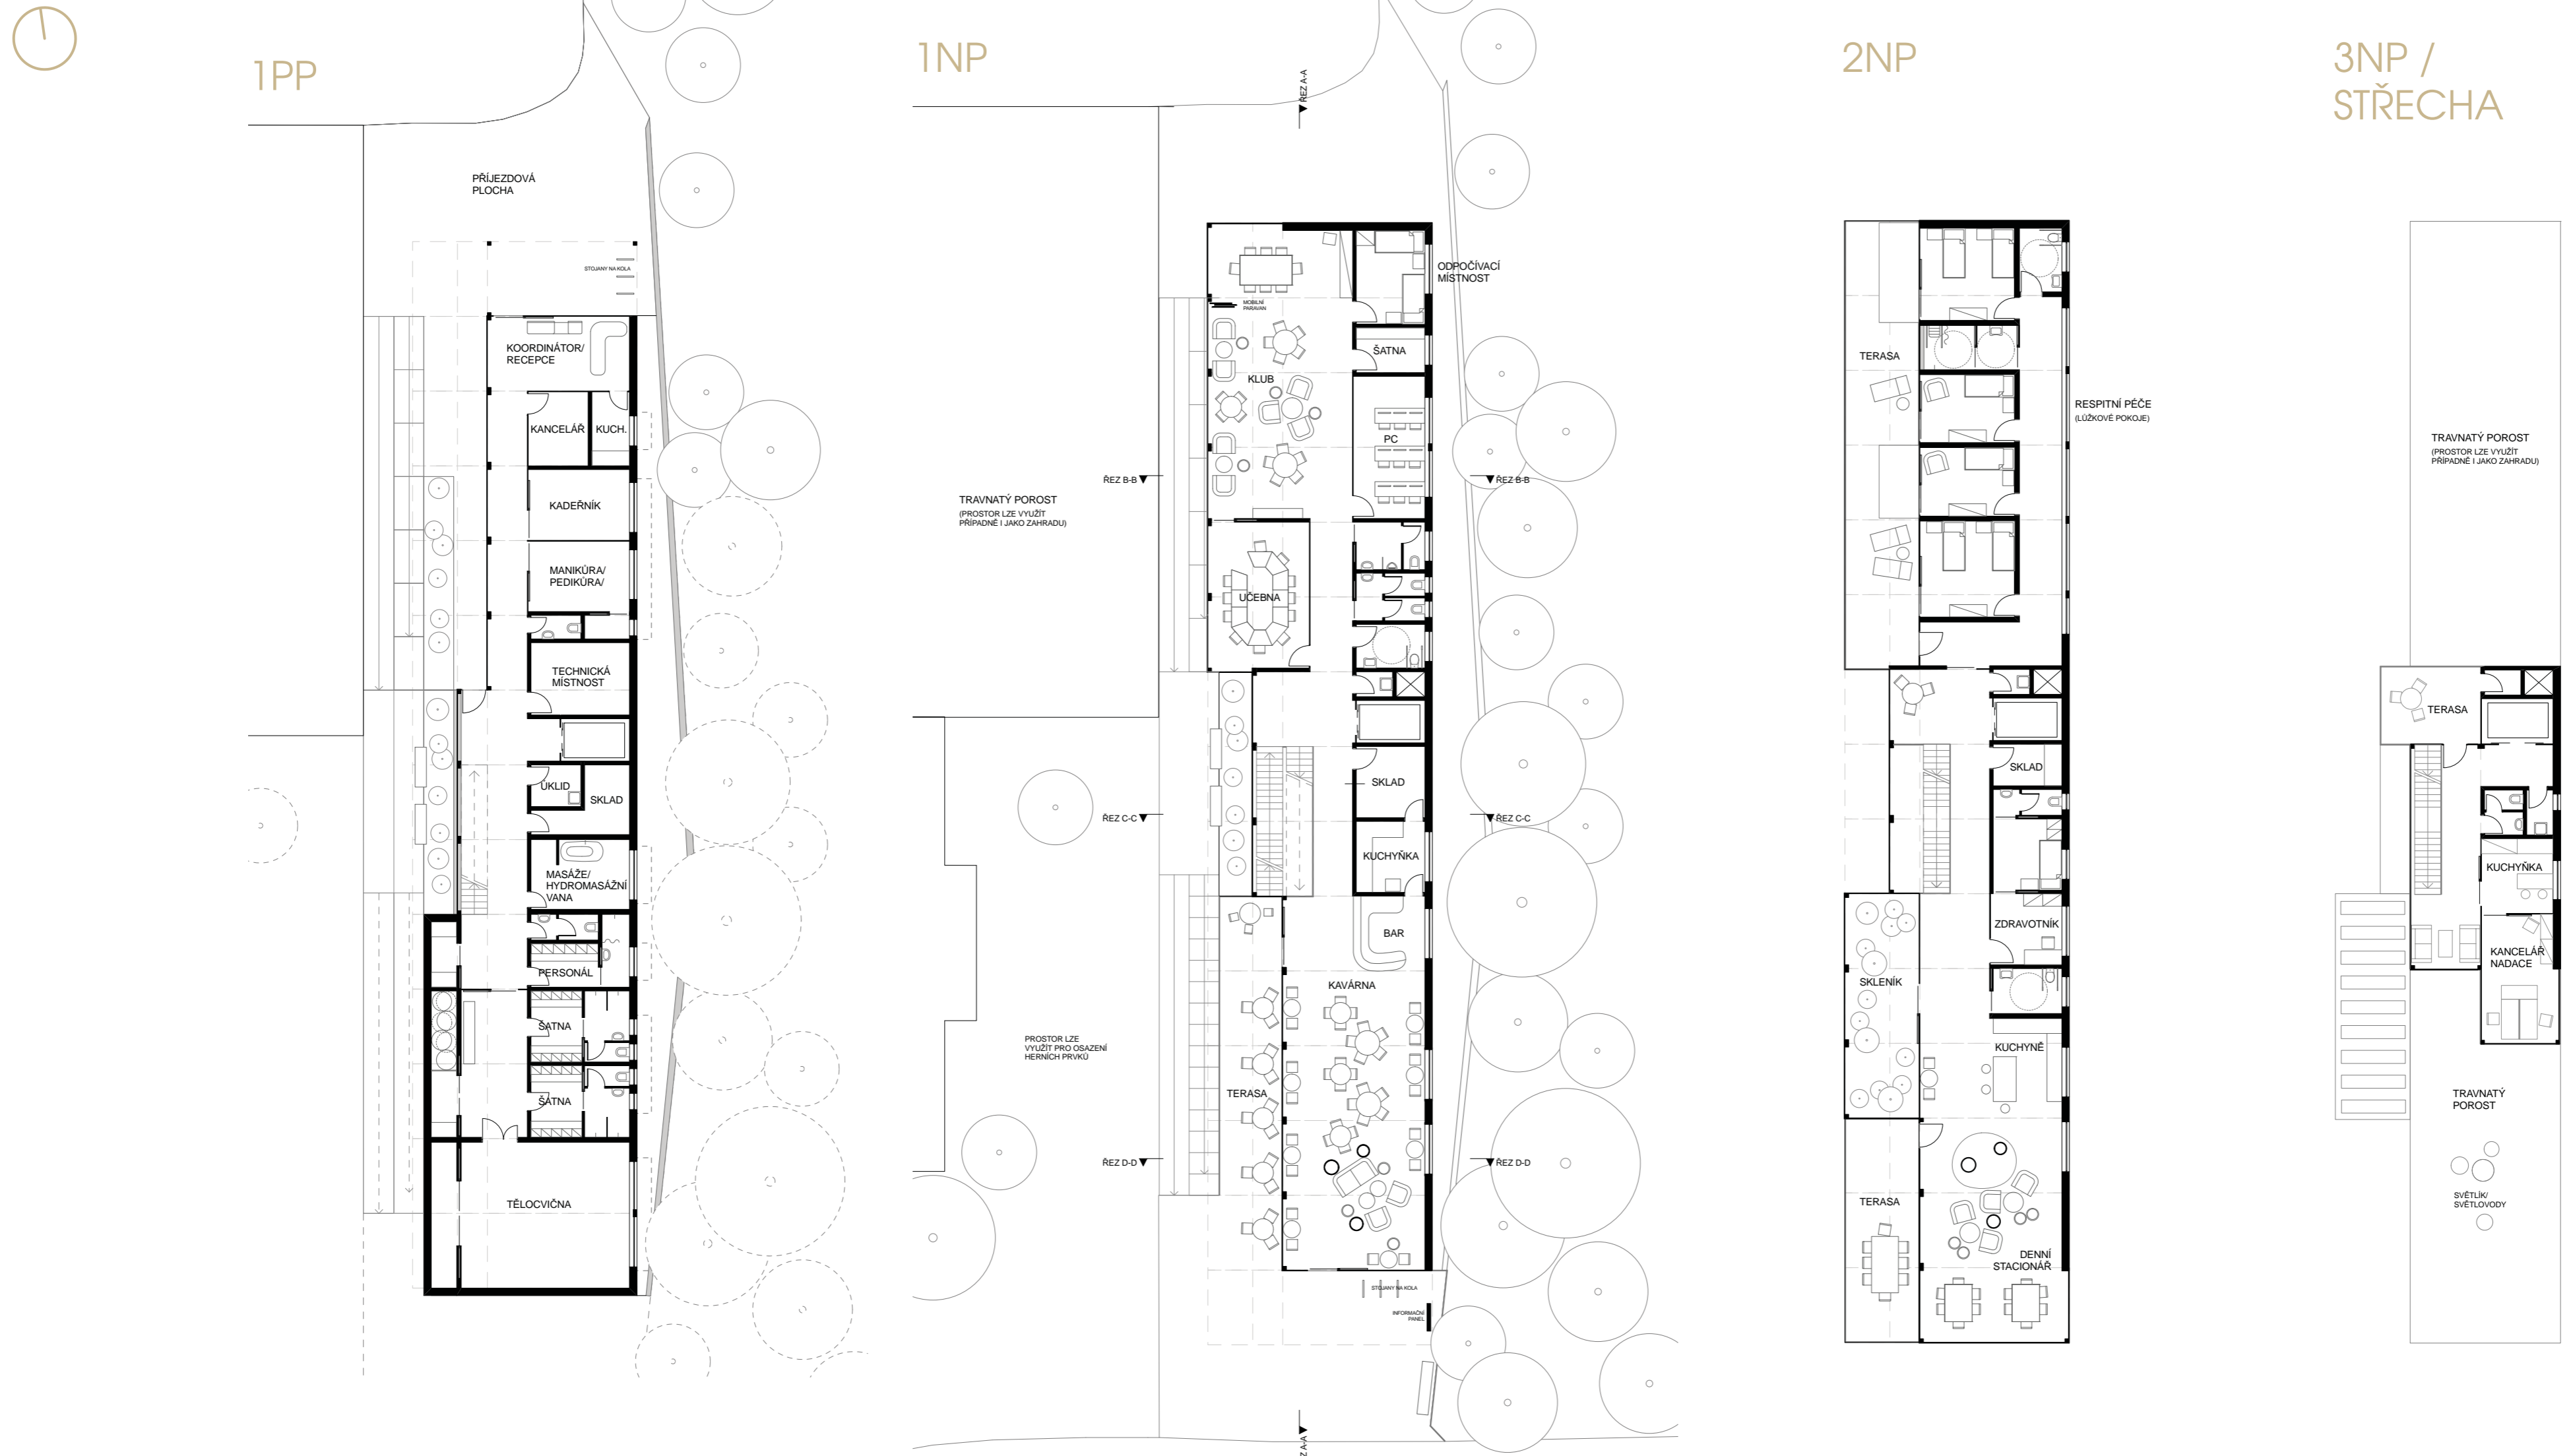 1PP
PŘÍJEZDOVÁ
PLOCHA
STOJANY NA KOLA
KOORDINÁTOR/
RECEPCE
KANCELÁŘ
KUCH.
KADEŘNÍK
MANIKÚRA/
PEDIKÚRA/
TECHNICKÁ
MÍSTNOST
ÚKLID
SKLAD
MASÁŽE/
HYDROMASÁŽNÍ
VANA
PERSONÁL
ŠATNA
ŠATNA
TĚLOCVIČNA
1NP
ŘEZ A-A
ODPOČÍVACÍ
MÍSTNOST
MOBILNÍ
PARAVAN
ŠATNA
KLUB
PC
ŘEZ B-B
ŘEZ B-B
TRAVNATÝ POROST
(PROSTOR LZE VYUŽÍT
PŘÍPADNĚ I JAKO ZAHRADU)
UČEBNA
SKLAD
ŘEZ C-C
ŘEZ C-C
KUCHYŇKA
BAR
KAVÁRNA
PROSTOR LZE
VYUŽÍT PRO OSAZENÍ
HERNÍCH PRVKŮ
TERASA
ŘEZ D-D
ŘEZ D-D
STOJANY NA KOLA
INFORMAČNÍ
PANEL
Z A-A
2NP
TERASA
RESPITNÍ PÉČE
(LŮŽKOVÉ POKOJE)
SKLAD
ZDRAVOTNÍK
SKLENÍK
KUCHYNĚ
TERASA
DENNÍ
STACIONÁŘ
3NP /
STŘECHA
TRAVNATÝ POROST
(PROSTOR LZE VYUŽÍT
PŘÍPADNĚ I JAKO ZAHRADU)
TERASA
KUCHYŇKA
KANCELÁŘ
NADACE
TRAVNATÝ
POROST
SVĚTLÍK/
SVĚTLOVODY